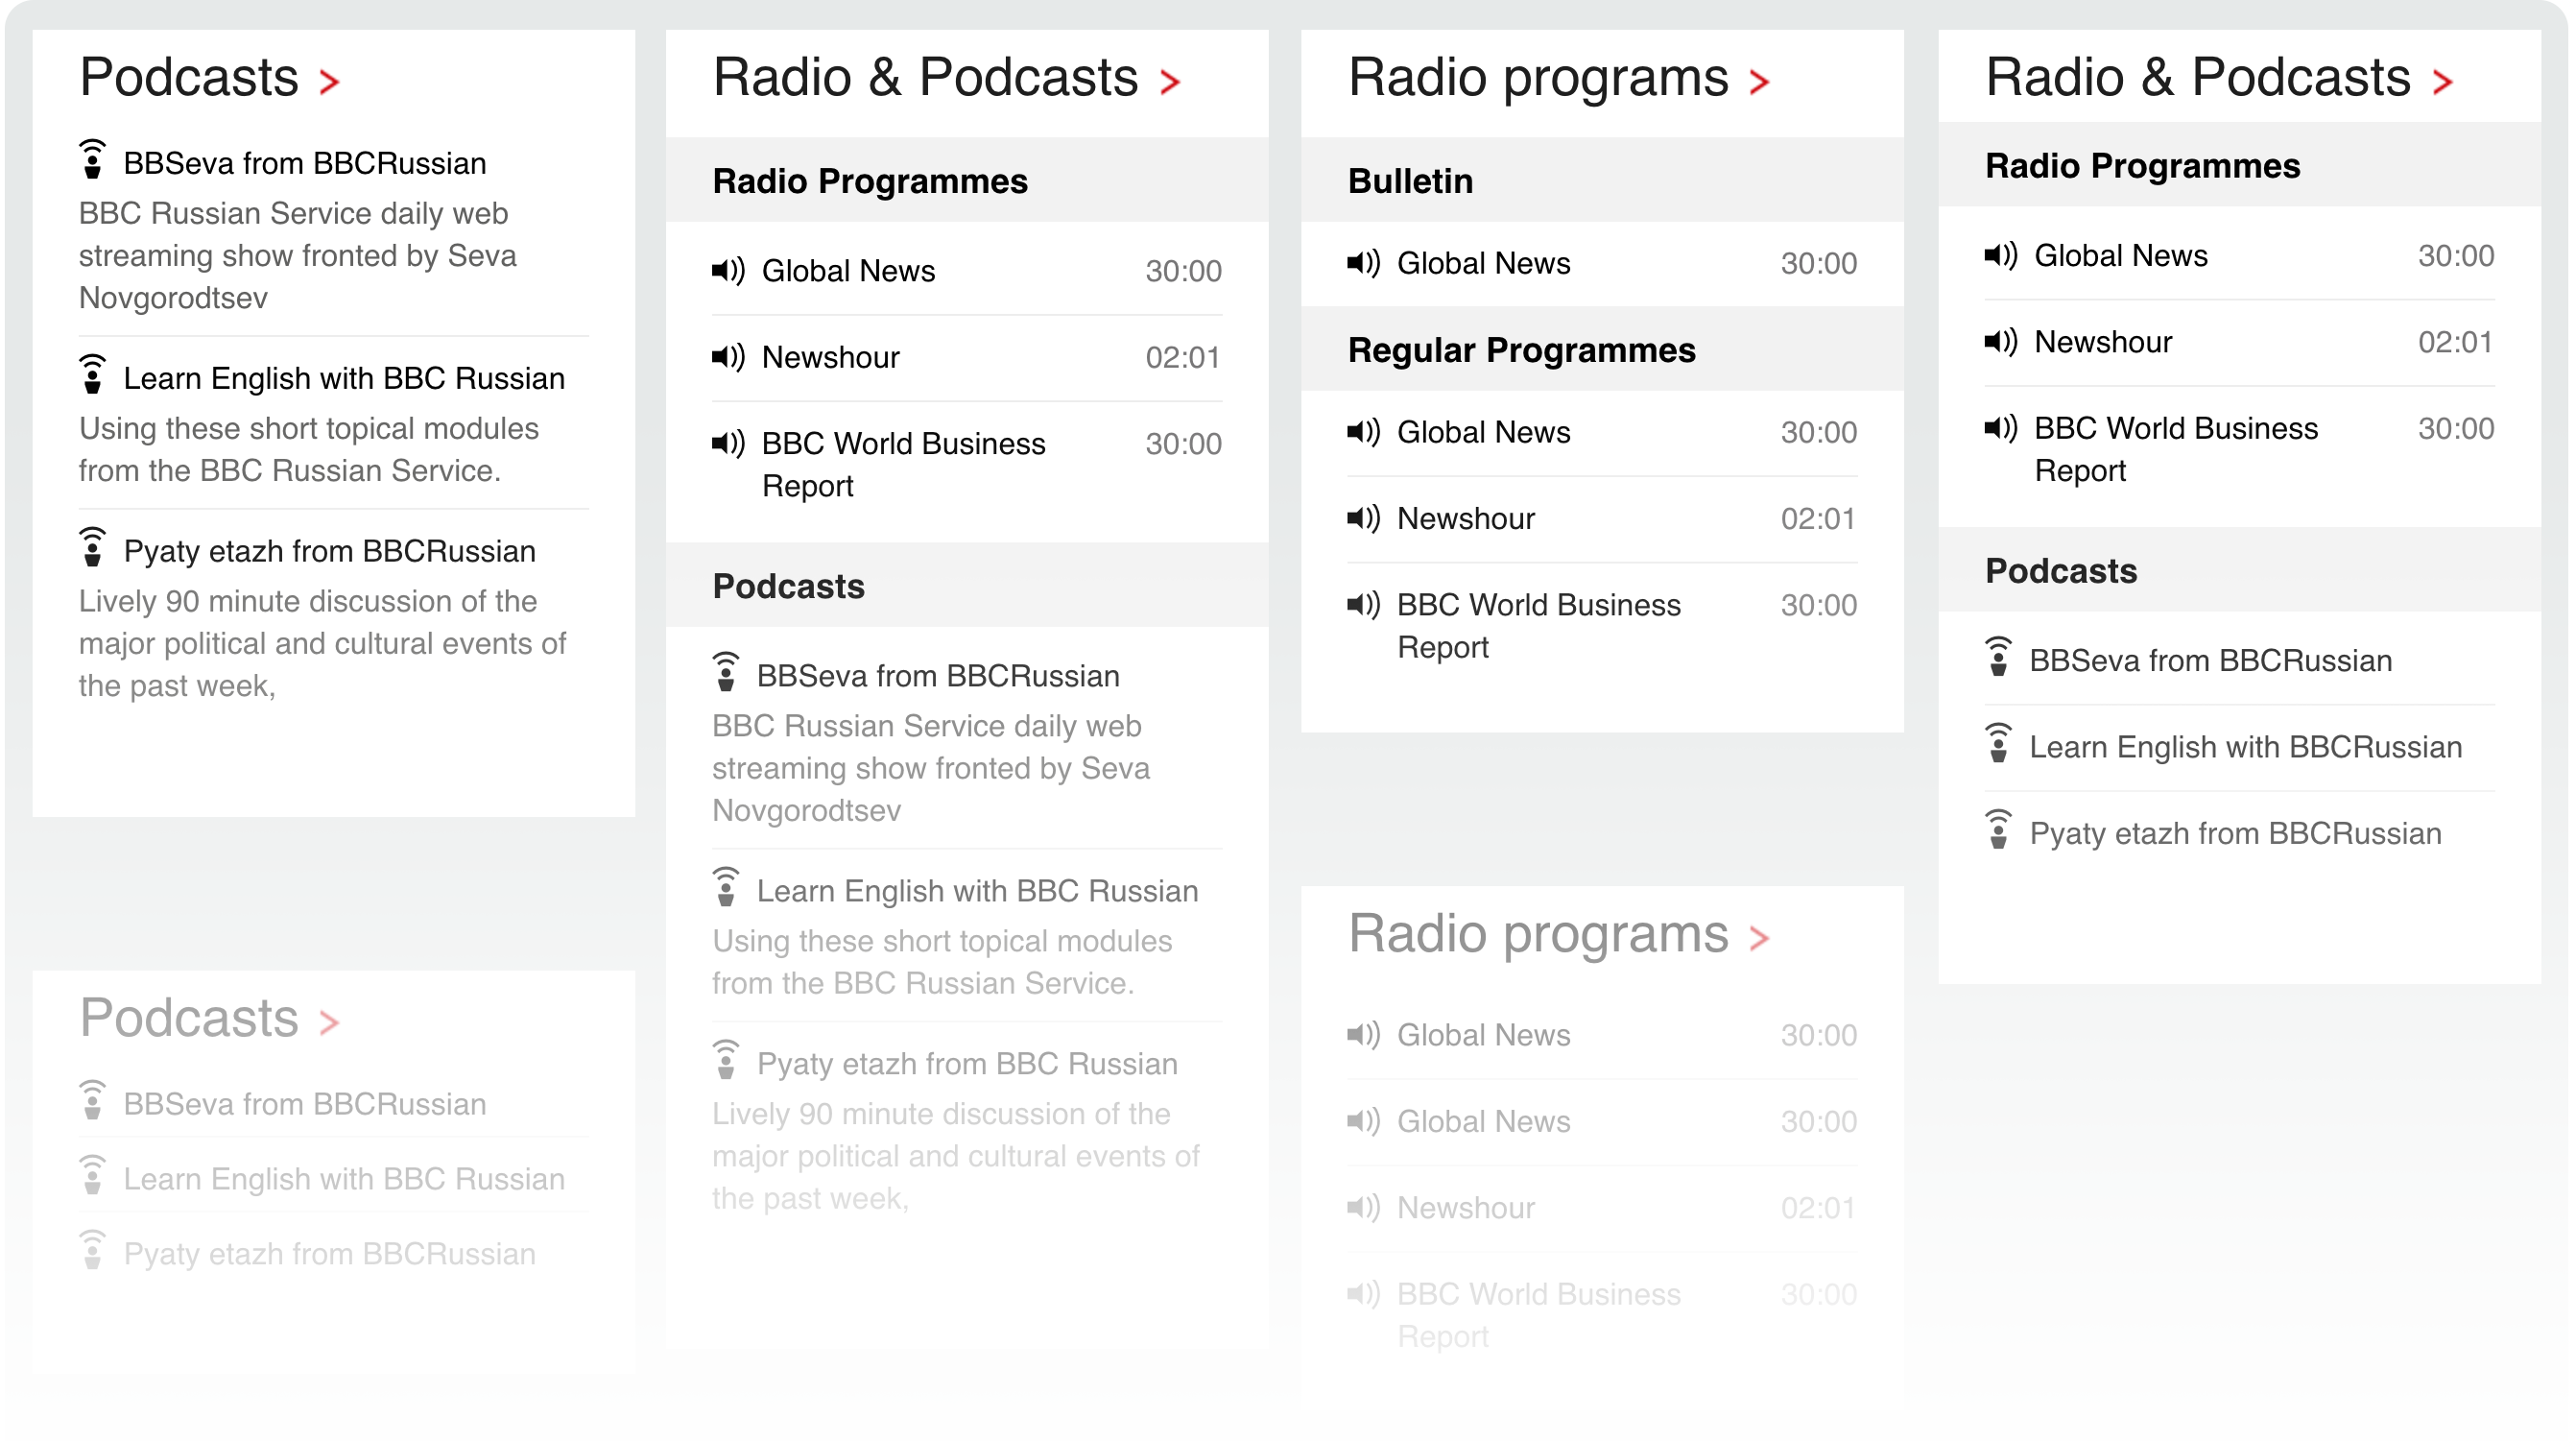 Podcasts >
BBSeva from BBCRussian
BBC Russian Service daily web
streaming show fronted by Seva
Novgorodtsev
Learn English with BBC Russian
Using these short topical modules
from the BBC Russian Service.
Pyaty etazh from BBCRussian
Lively 90 minute discussion of the
major political and cultural events of
the past week,
Podcasts >
BBSeva from BBCRussian
Learn English with BBC Russian
Pyaty etazh from BBCRussian
Radio & Podcasts >
Radio Programmes
Global News 30:00
Newshour 02:01
BBC World Business 30:00
Report
Podcasts
BBSeva from BBCRussian
BBC Russian Service daily web
streaming show fronted by Seva
Novgorodtsev
Learn English with BBC Russian
Using these short topical modules
from the BBC Russian Service.
Pyaty etazh from BBC Russian
Lively 90 minute discussion of the
major political and cultural events of
the past week,
Radio programs >
Bulletin
Global News 30:00
Regular Programmes
Global News 30:00
Newshour 02:01
BBC World Business 30:00
Report
Radio programs >
Global News 30:00
Global News 30:00
Newshour 02:01
BBC World Business 30:00
Report
Radio & Podcasts >
Radio Programmes
Global News 30:00
Newshour 02:01
BBC World Business 30:00
Report
Podcasts
BBSeva from BBCRussian
Learn English with BBCRussian
Pyaty etazh from BBCRussian